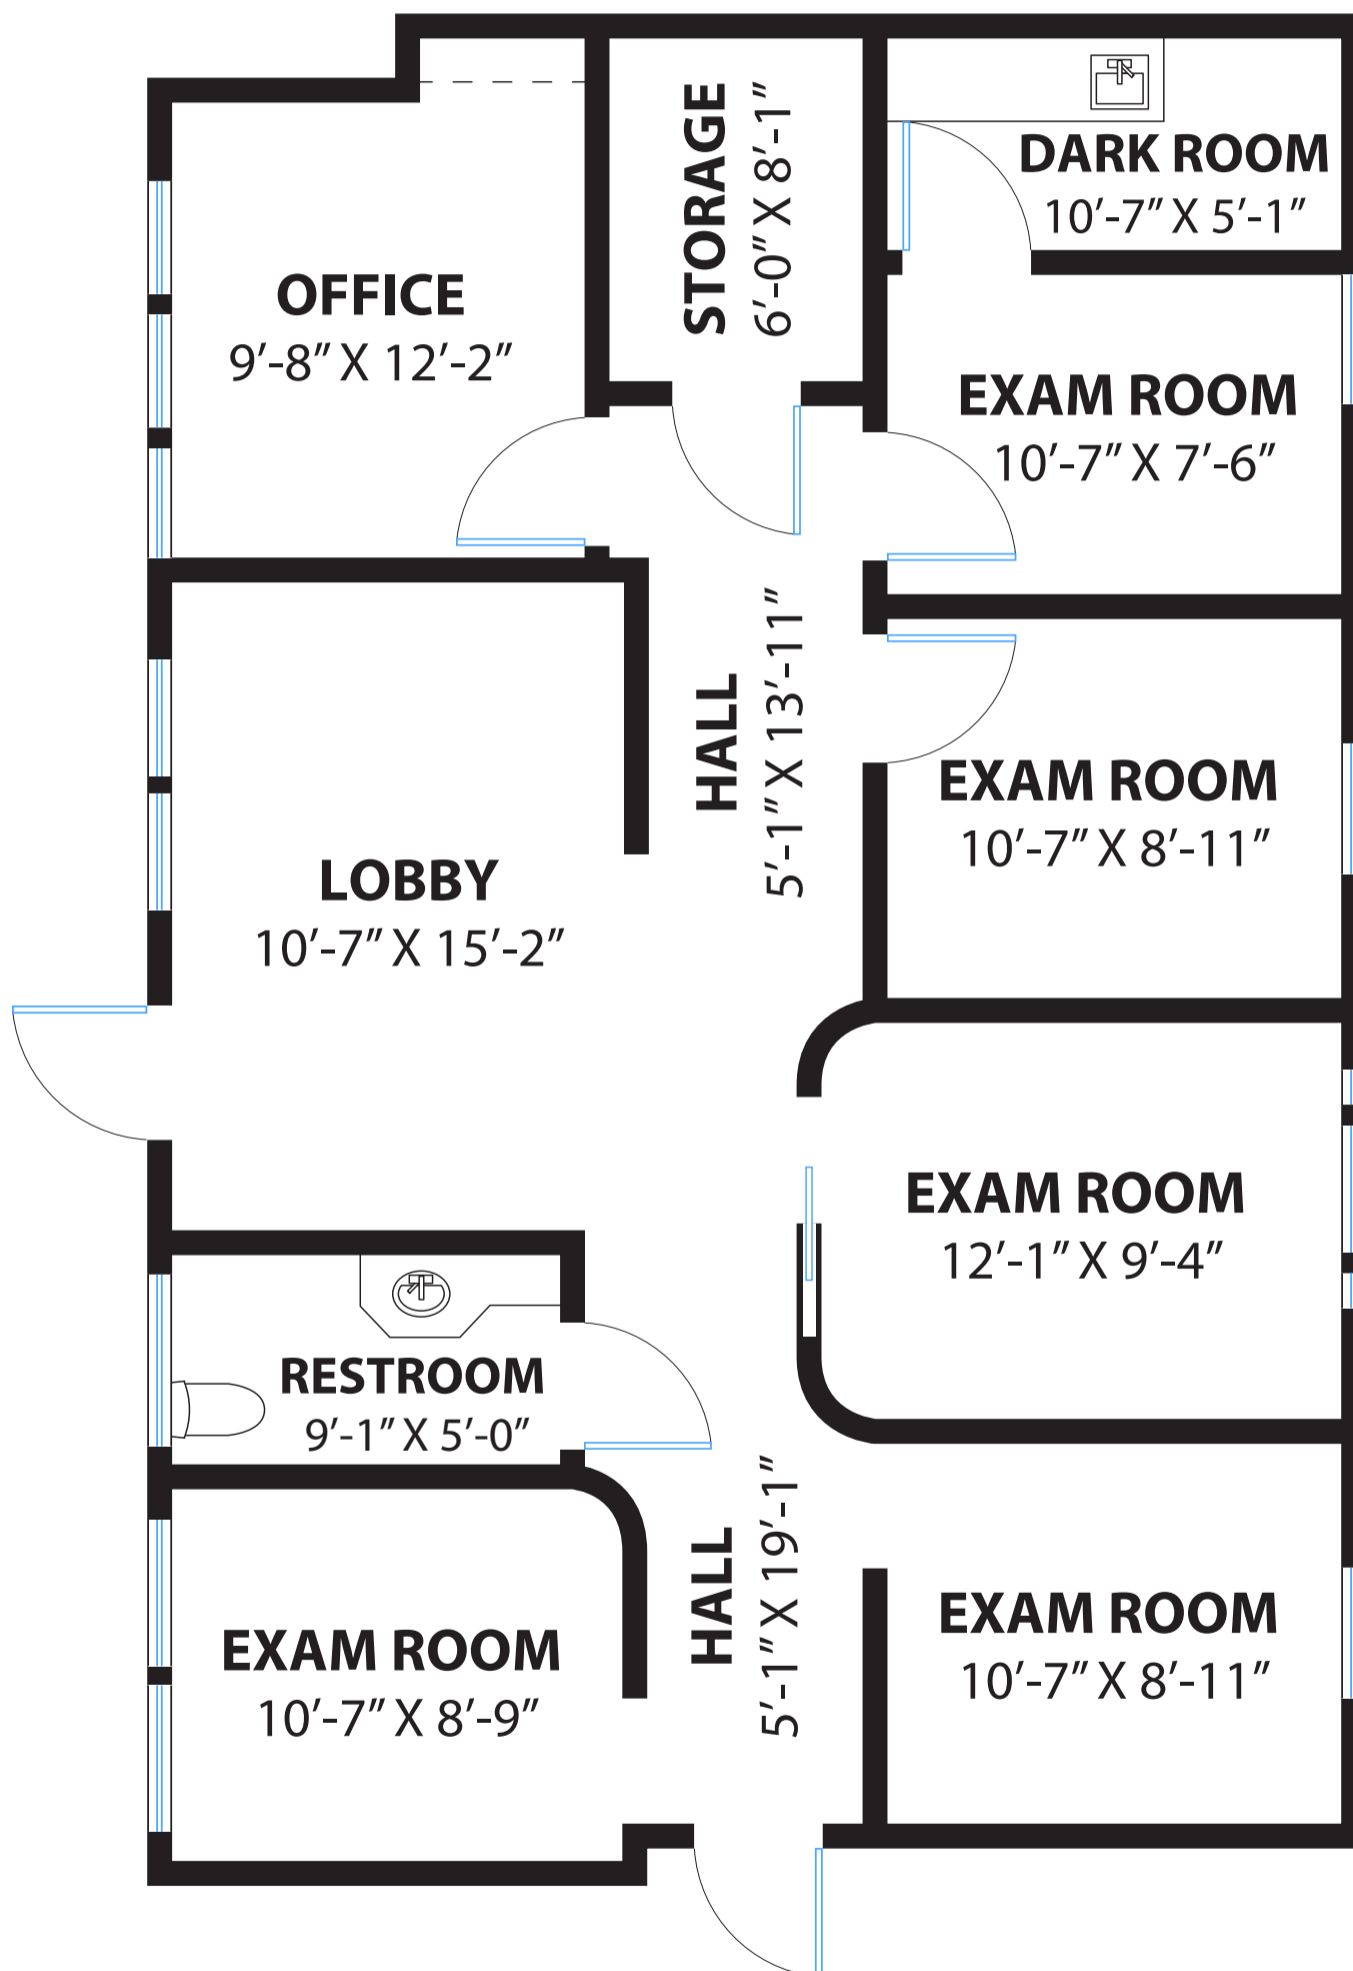 STORAGE
6′-0″ X 8′-1″
DARK ROOM
10′-7″ X 5′-1″
OFFICE
9′-8″ X 12′-2″
EXAM ROOM
10′-7″ X 7′-6″
HALL
5′-1″ X 13′-11″
EXAM ROOM
10′-7″ X 8′-11″
LOBBY
10′-7″ X 15′-2″
EXAM ROOM
12′-1″ X 9′-4″
RESTROOM
9′-1″ X 5′-0″
HALL
5′-1″ X 19′-1″
EXAM ROOM
10′-7″ X 8′-9″
EXAM ROOM
10′-7″ X 8′-11″